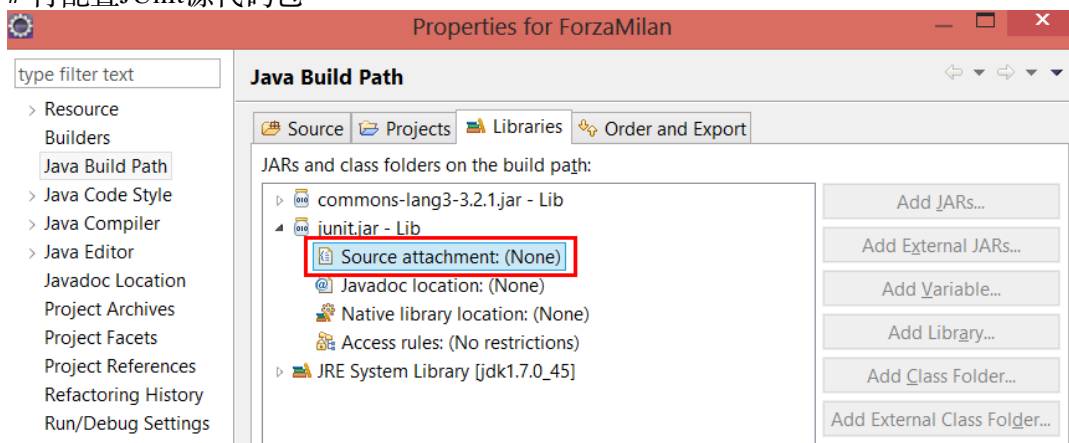 Properties for ForzaMilan
type filter text
Java Build Path
Resource
Builders
Java Build Path
Java Code Style
Java Compiler
Java Editor
Javadoc Location
Project Archives
Project Facets
Project References
Refactoring History
Run/Debug Settings
Source
Projects
Libraries
Order and Export
JARs and class folders on the build path:
commons-lang3-3.2.1.jar - Lib
junit.jar - Lib
Source attachment: (None)
Javadoc location: (None)
Native library location: (None)
Access rules: (No restrictions)
JRE System Library [jdk1.7.0_45]
Add JARs...
Add External JARs...
Add Variable...
Add Library...
Add Class Folder...
Add External Class Folder...